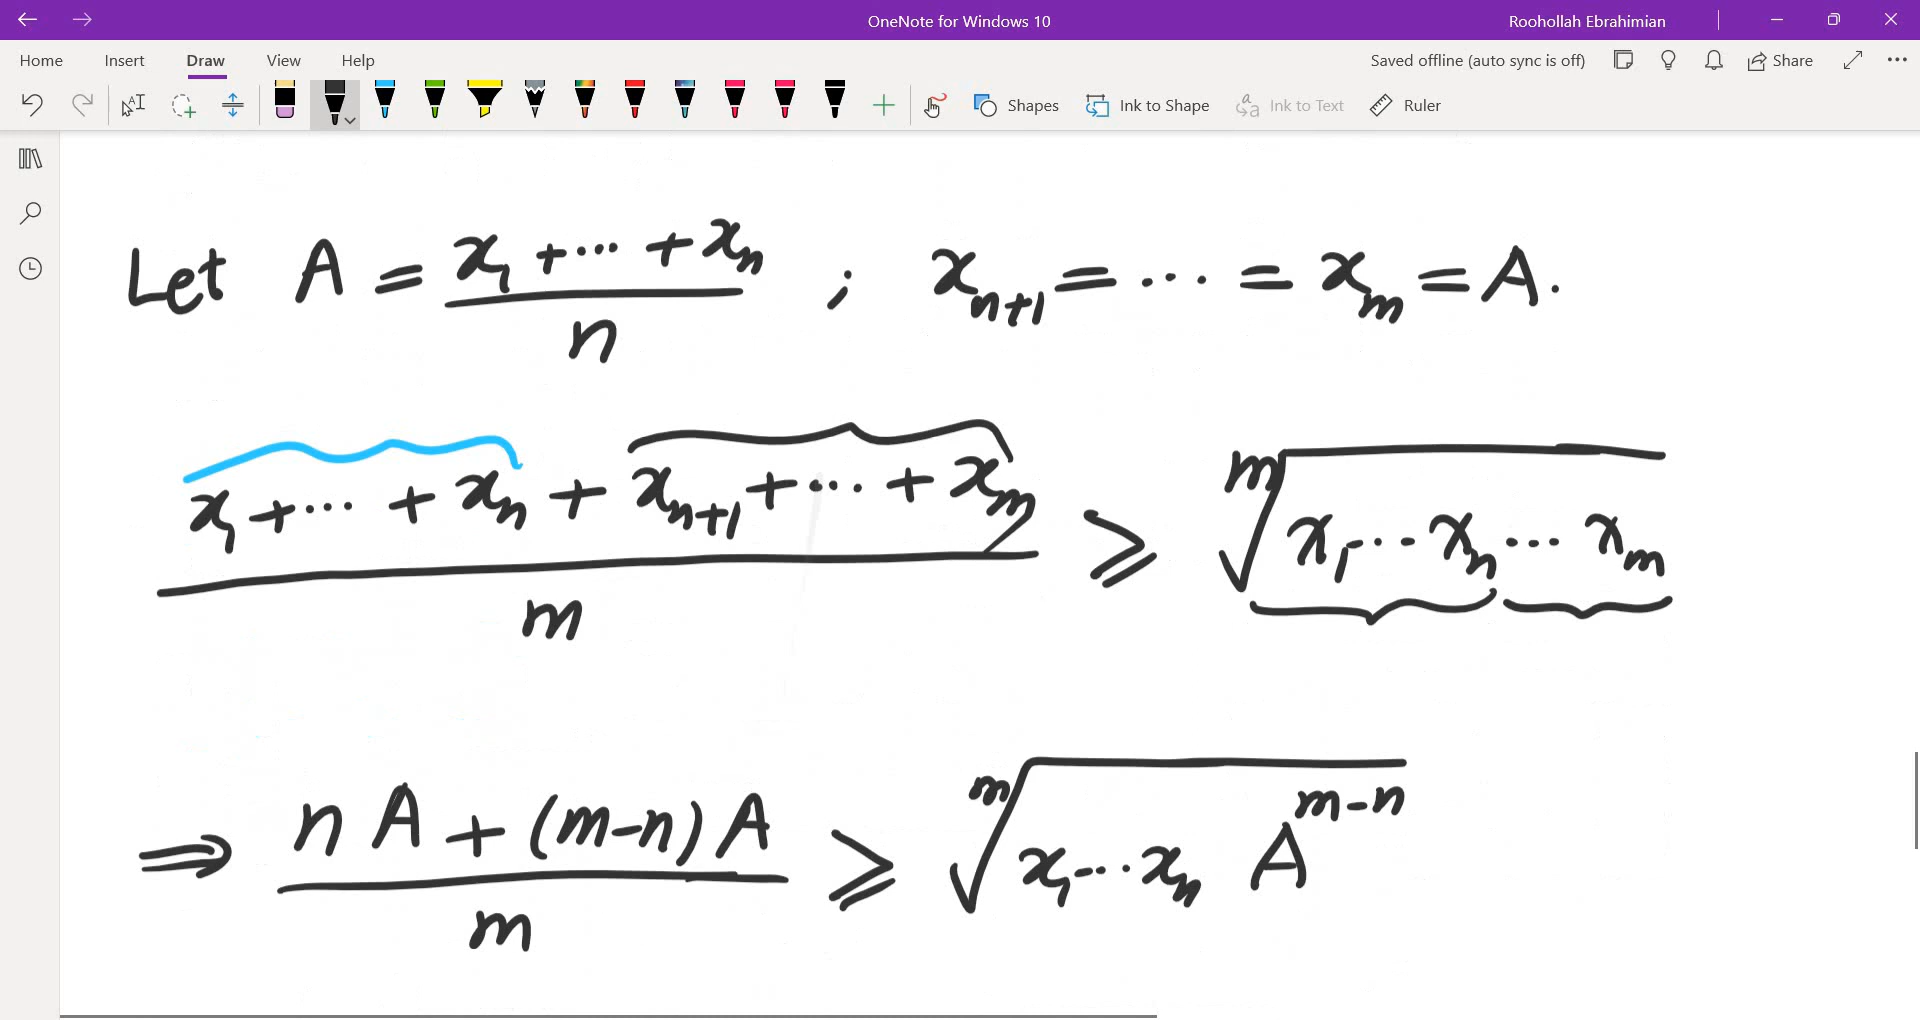 OneNote for Windows 10
Roohollah Ebrahimian
Home Insert Draw View Help
Saved offline (auto sync is off) Share
Shapes Ink to Shape Ink to Text Ruler
Let A = (x₁ + ⋯ + xₙ)/n ; xₙ₊₁ = ⋯ = xₘ = A.
(x₁ + ⋯ + xₙ + xₙ₊₁ + ⋯ + xₘ)/m ⩾ ᵐ√(x₁ ⋯ xₙ ⋯ xₘ)
⇒ (n A + (m−n) A)/m ⩾ ᵐ√(x₁ ⋯ xₙ A^(m−n))